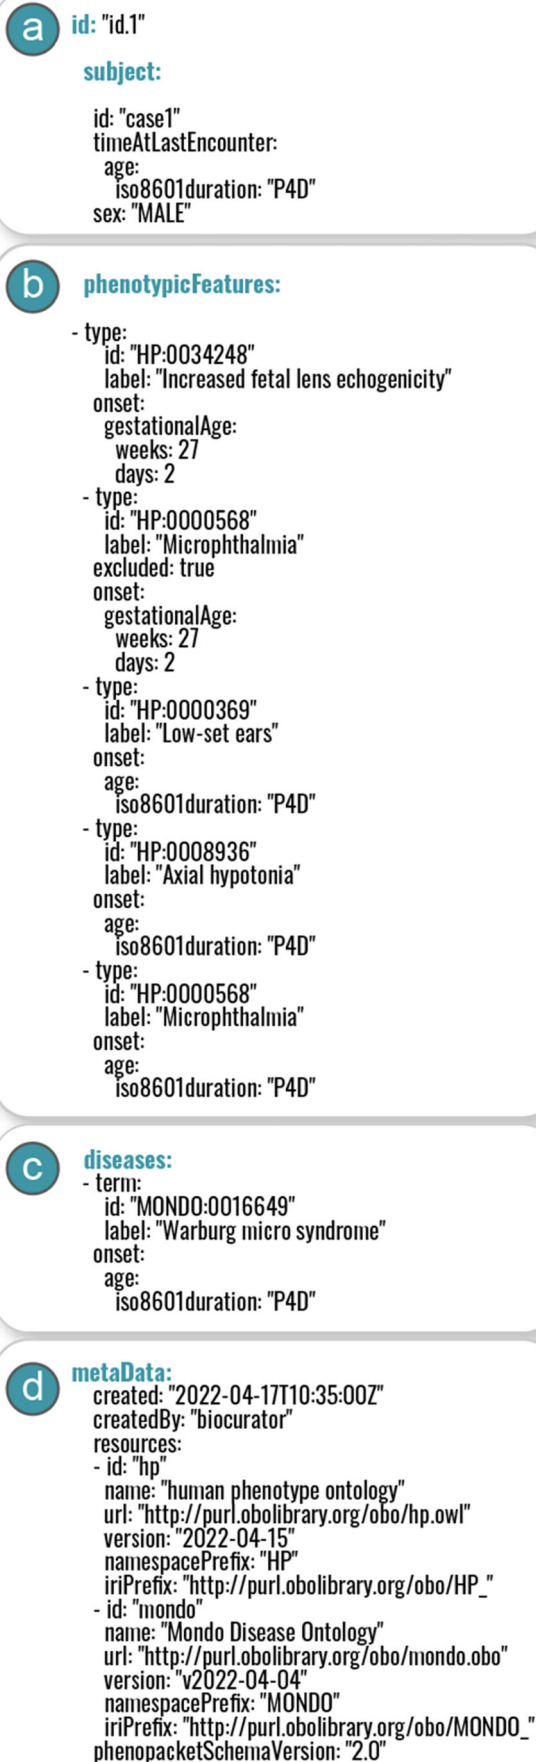 a
id: "id.1"
subject:
id: "case1"
timeAtLastEncounter:
age:
iso8601duration: "P4D"
sex: "MALE"
b
phenotypicFeatures:
- type:
id: "HP:0034248"
label: "Increased fetal lens echogenicity"
onset:
gestationalAge:
weeks: 27
days: 2
- type:
id: "HP:0000568"
label: "Microphthalmia"
excluded: true
onset:
gestationalAge:
weeks: 27
days: 2
- type:
id: "HP:0000369"
label: "Low-set ears"
onset:
age:
iso8601duration: "P4D"
- type:
id: "HP:0008936"
label: "Axial hypotonia"
onset:
age:
iso8601duration: "P4D"
- type:
id: "HP:0000568"
label: "Microphthalmia"
onset:
age:
iso8601duration: "P4D"
c
diseases:
- term:
id: "MONDO:0016649"
label: "Warburg micro syndrome"
onset:
age:
iso8601duration: "P4D"
d
metaData:
created: "2022-04-17T10:35:00Z"
createdBy: "biocurator"
resources:
- id: "hp"
name: "human phenotype ontology"
url: "http://purl.obolibrary.org/obo/hp.owl"
version: "2022-04-15"
namespacePrefix: "HP"
iriPrefix: "http://purl.obolibrary.org/obo/HP_"
- id: "mondo"
name: "Mondo Disease Ontology"
url: "http://purl.obolibrary.org/obo/mondo.obo"
version: "v2022-04-04"
namespacePrefix: "MONDO"
iriPrefix: "http://purl.obolibrary.org/obo/MONDO_"
phenopacketSchemaVersion: "2.0"